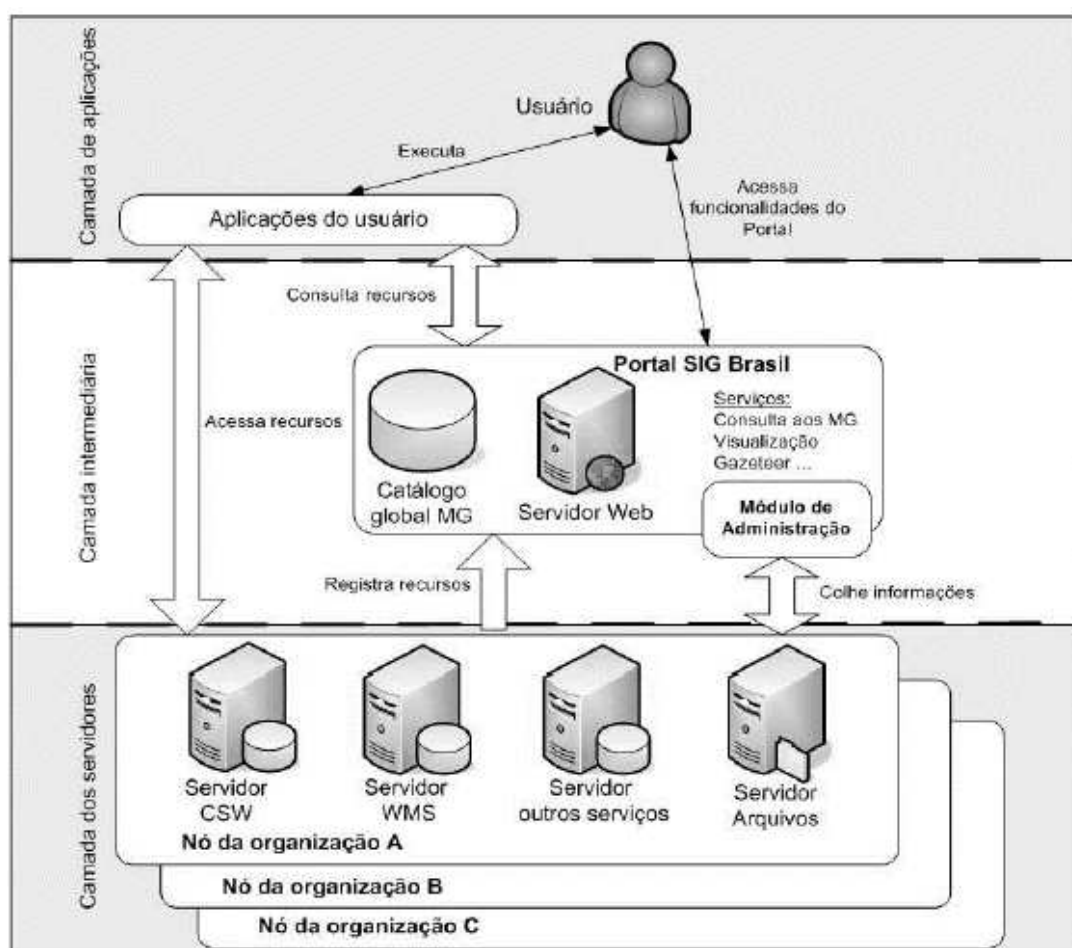 Camada de aplicações
Usuário
Executa
Aplicações do usuário
Acessa
funcionalidades do
Portal
Camada intermediária
Consulta recursos
Acessa recursos
Portal SIG Brasil
Serviços:
Consulta aos MG
Visualização
Gazeteer ...
Catálogo
global MG
Servidor Web
Módulo de
Administração
Registra recursos
Colhe informações
Camada dos servidores
Servidor
CSW
Servidor
WMS
Servidor
outros serviços
Servidor
Arquivos
Nó da organização A
Nó da organização B
Nó da organização C